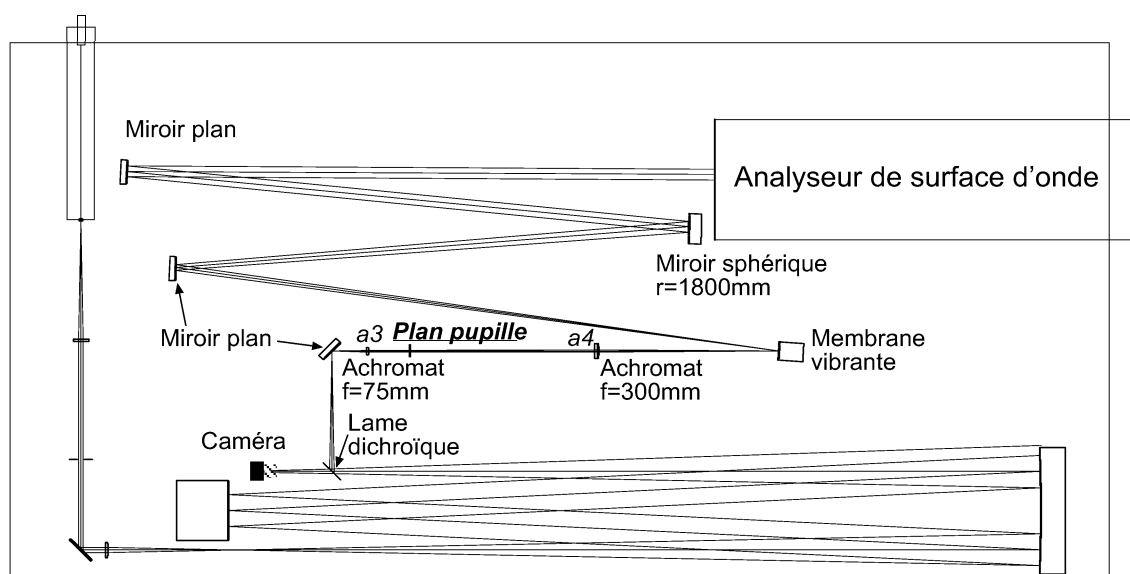 Miroir plan
Analyseur de surface d'onde
Miroir sphérique
r=1800mm
Miroir plan
a3 Plan pupille
a4
Membrane
vibrante
Achromat
f=75mm
Achromat
f=300mm
Lame
dichroïque
Caméra